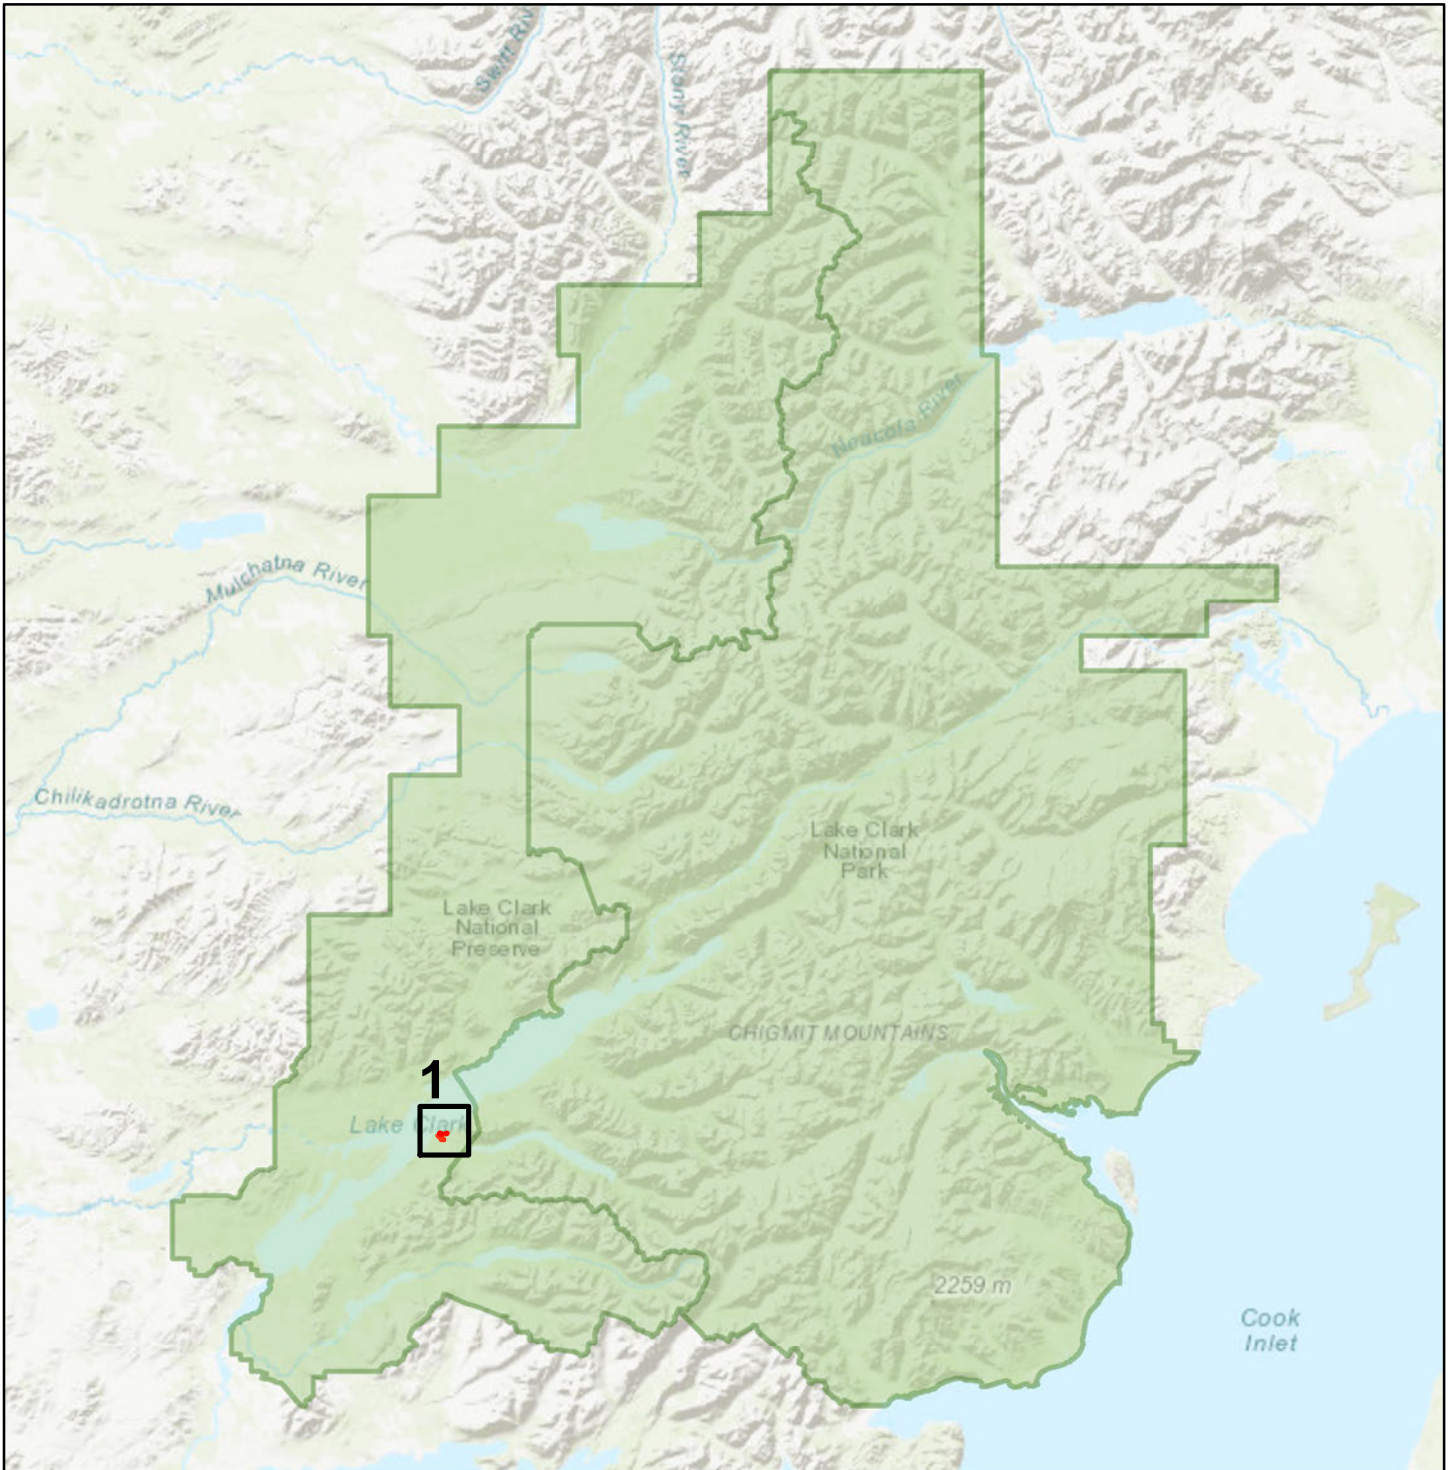 Swift Riv
Stony River
Neacola River
Mulchatna River
Chilikadrotna River
Lake Clark
National
Park
Lake Clark
National
Preserve
CHIGMIT MOUNTAINS
1
Lake Clark
2259 m
Cook
Inlet